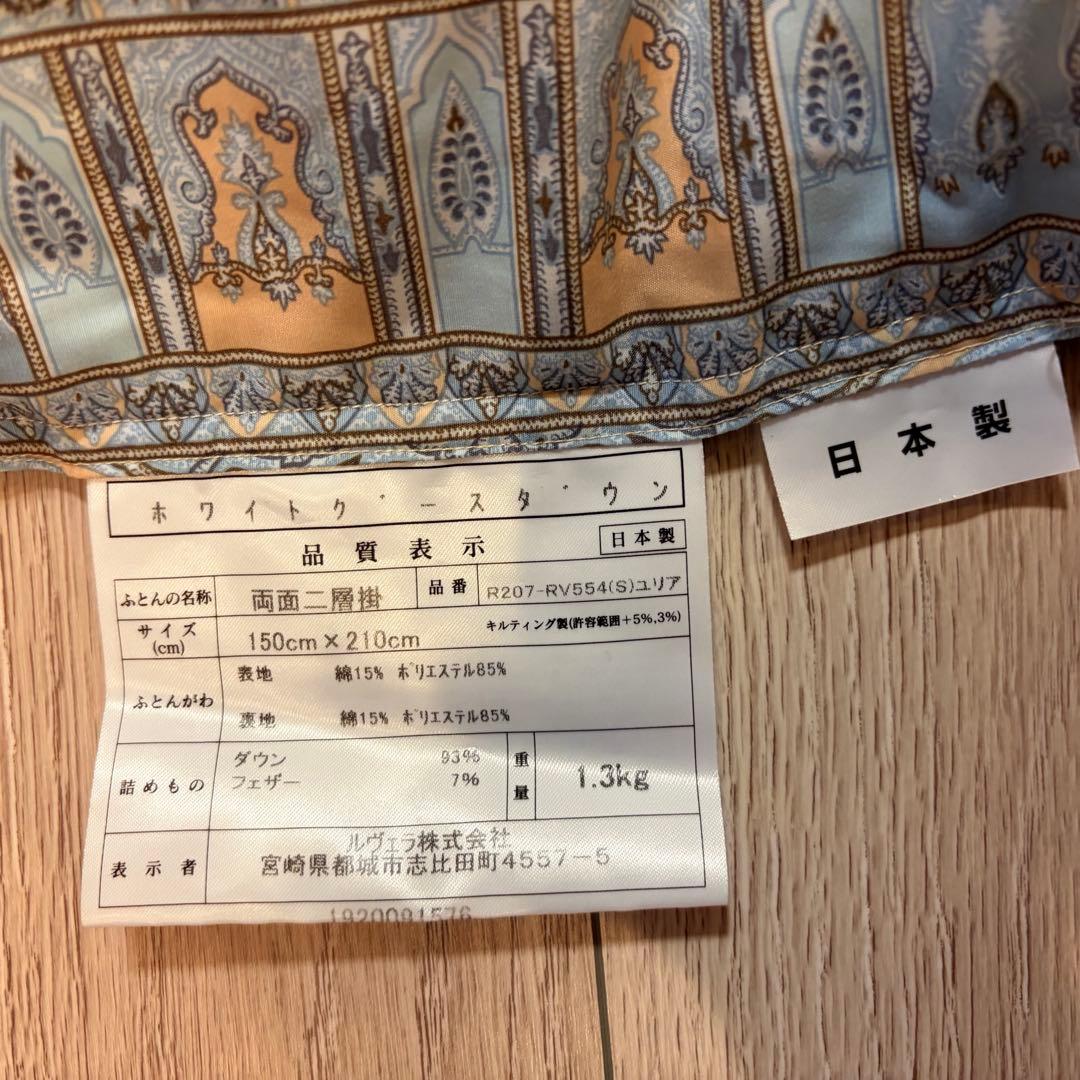 日本製
ホワイトグースダウン
品質表示
日本製
ふとんの名称 両面二層掛 品番 R207-RV554(S)ユリア
サイズ(cm) 150cm×210cm キルティング製(許容範囲+5%,3%)
ふとんがわ
表地 綿15% ポリエステル85%
裏地 綿15% ポリエステル85%
詰めもの
ダウン 93%
フェザー 7%
重量 1.3kg
表示者
ルヴェラ株式会社
宮崎県都城市志比田町4557-5
1920091576